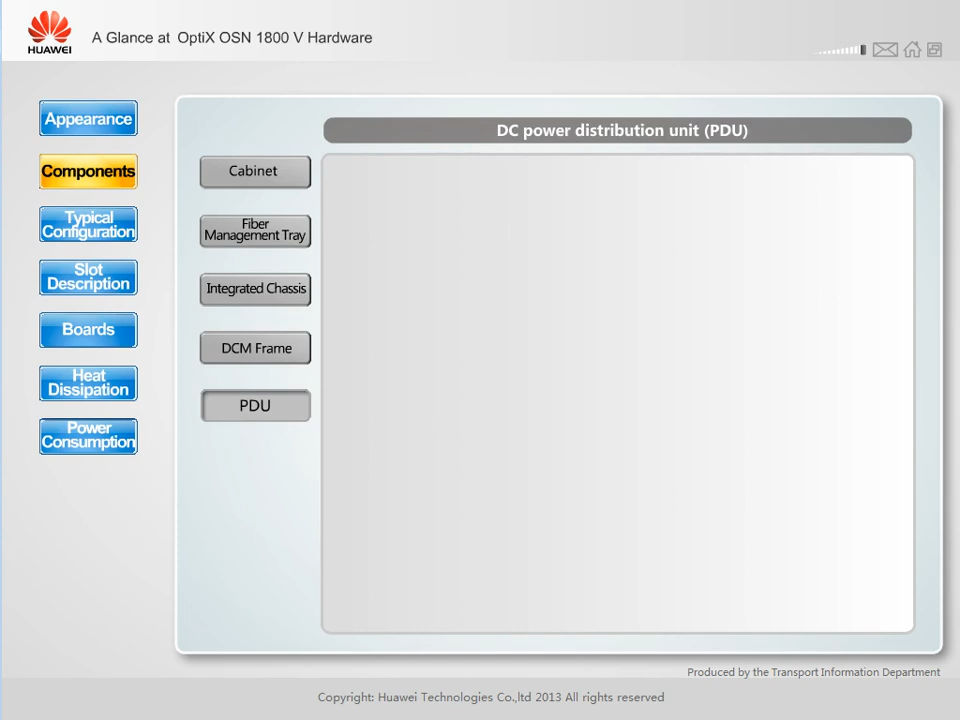 HUAWEI
A Glance at OptiX OSN 1800 V Hardware
Appearance
Components
Typical
Configuration
Slot
Description
Boards
Heat
Dissipation
Power
Consumption
DC power distribution unit (PDU)
Cabinet
Fiber
Management Tray
Integrated Chassis
DCM Frame
PDU
Produced by the Transport Information Department
Copyright: Huawei Technologies Co.,ltd 2013 All rights reserved